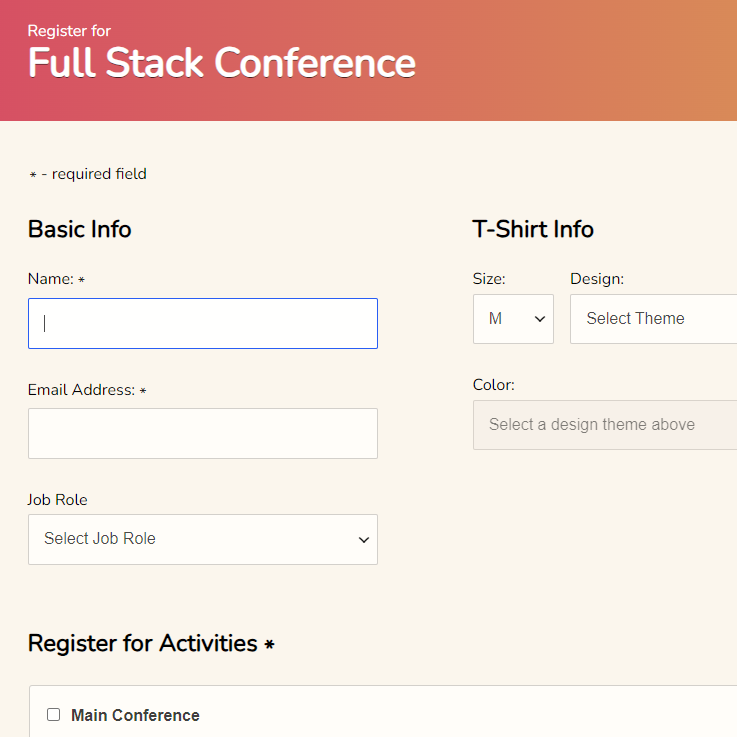 Register for
Full Stack Conference
* - required field
Basic Info
Name: *
Email Address: *
Job Role
Select Job Role
T-Shirt Info
Size:
M
Design:
Select Theme
Color:
Select a design theme above
Register for Activities *
Main Conference